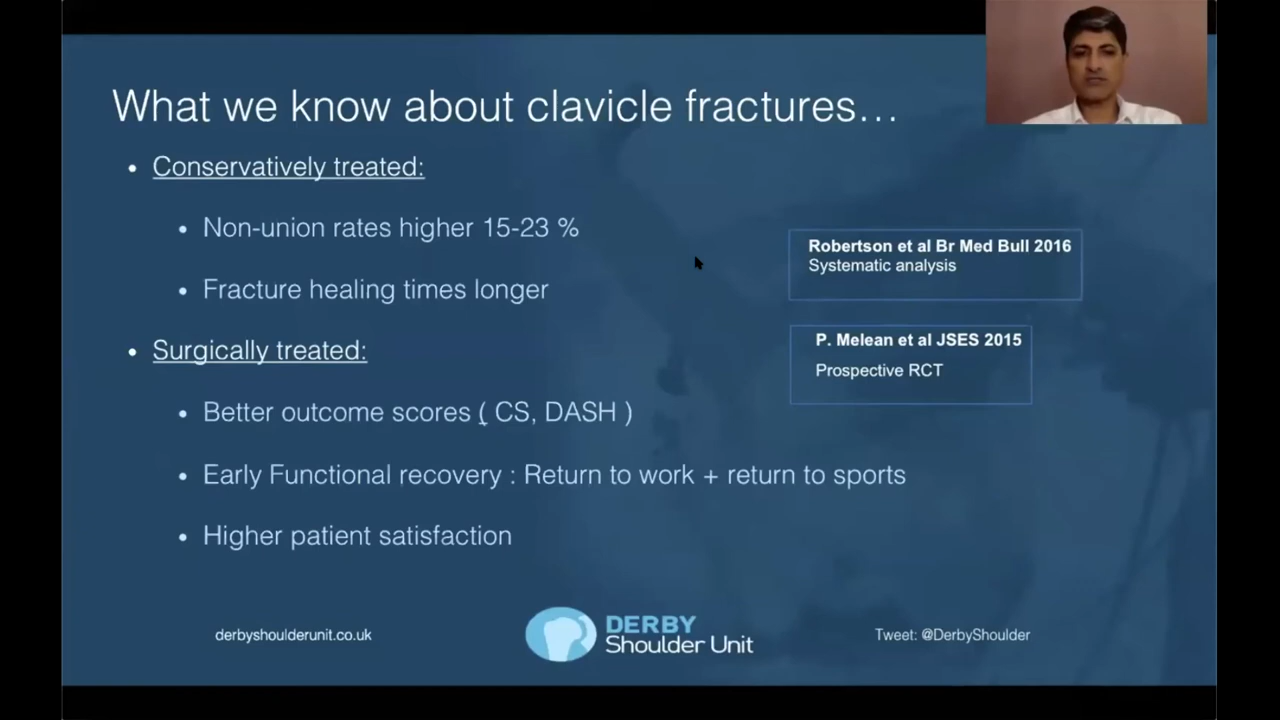 What we know about clavicle fractures...
• Conservatively treated:
• Non-union rates higher 15-23 %
• Fracture healing times longer
• Surgically treated:
• Better outcome scores ( CS, DASH )
• Early Functional recovery : Return to work + return to sports
• Higher patient satisfaction
Robertson et al Br Med Bull 2016
Systematic analysis
P. Melean et al JSES 2015
Prospective RCT
derbyshoulderunit.co.uk
DERBY
Shoulder Unit
Tweet: @DerbyShoulder